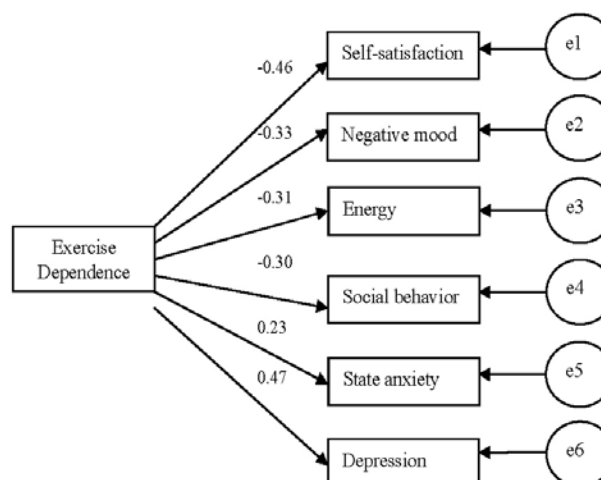 Self-satisfaction
e1
-0.46
Negative mood
e2
-0.33
Energy
e3
-0.31
Exercise
Dependence
-0.30
Social behavior
e4
0.23
State anxiety
e5
0.47
Depression
e6